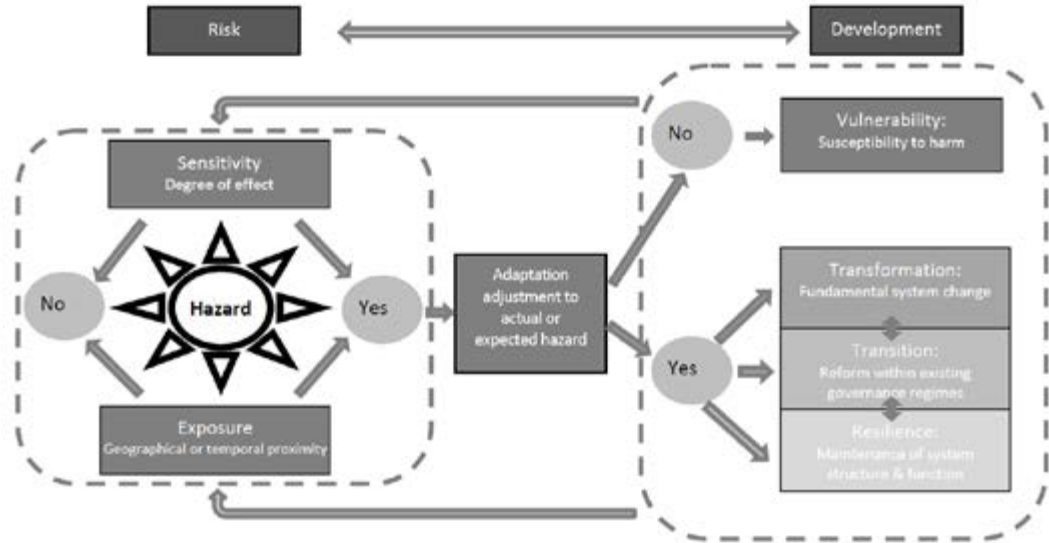 Risk
Development
No
Vulnerability:
Susceptibility to harm
Sensitivity
Degree of effect
No
Hazard
Yes
Adaptation
adjustment to
actual or
expected hazard
Transformation:
Fundamental system change
Yes
Transition:
Reform within existing
governance regimes
Exposure
Geographical or temporal proximity
Resilience:
Maintenance of system
structure & function